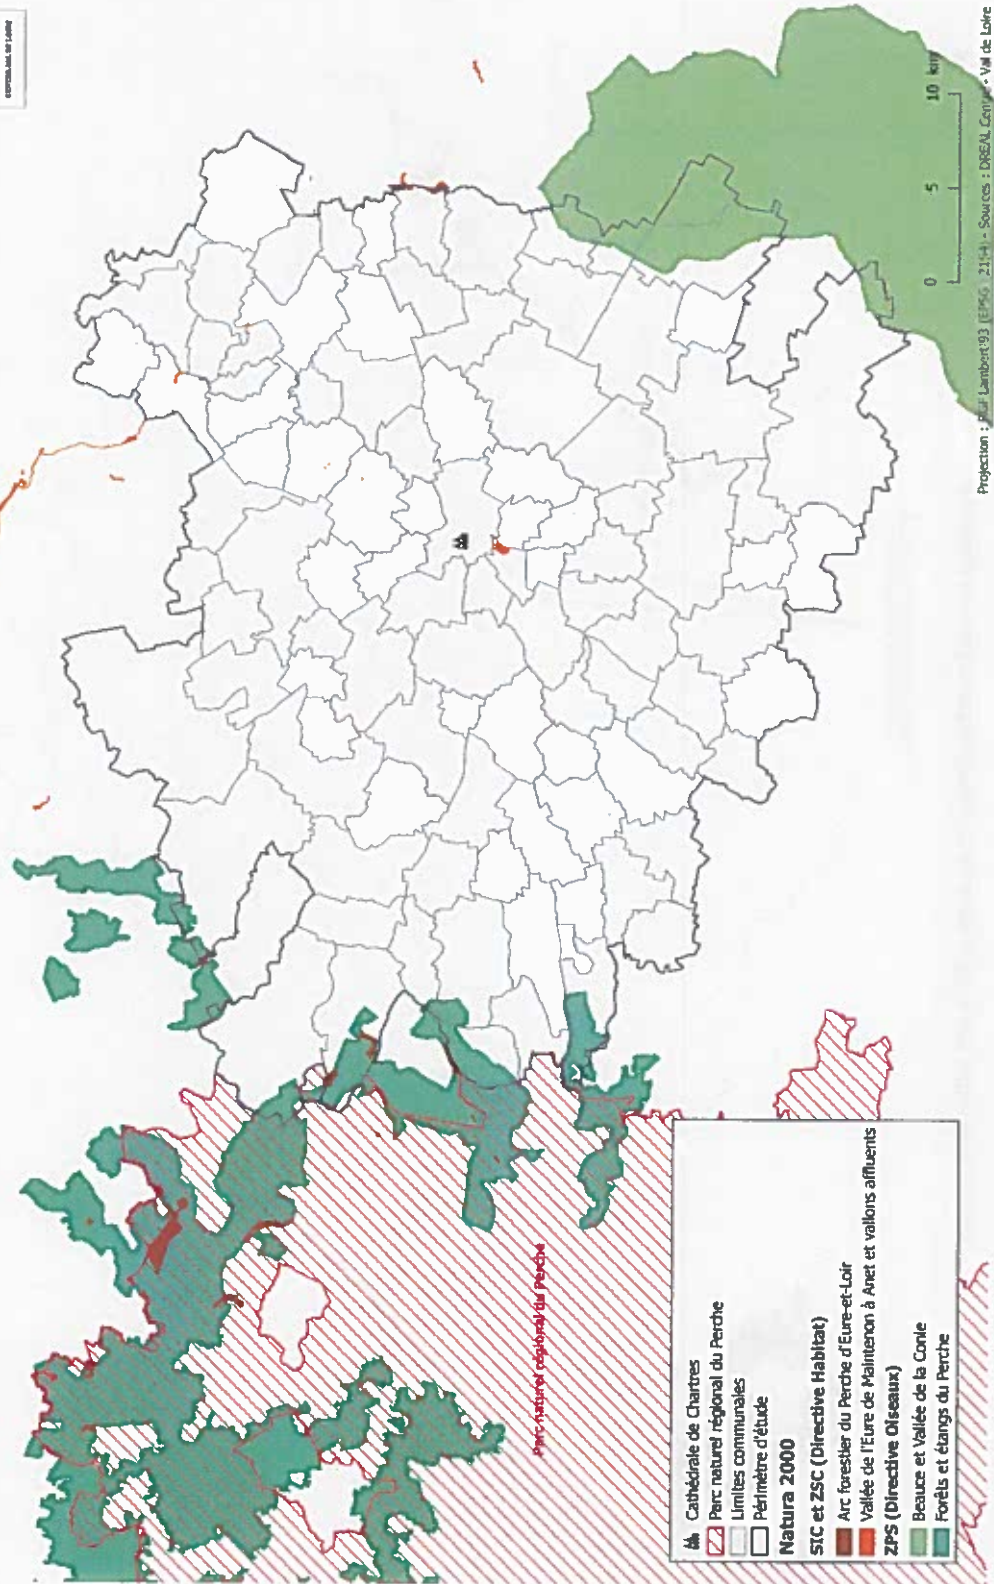 Parc naturel régional du Perche
Cathédrale de Chartres
Parc naturel régional du Perche
Limites communales
Périmètre d'étude
Natura 2000
SIC et ZSC (Directive Habitat)
Arc forestier du Perche d'Eure-et-Loir
Vallée de l'Eure de Maintenon à Anet et vallons affluents
ZPS (Directive Oiseaux)
Beauce et Vallée de la Conie
Forêts et étangs du Perche
0 5 10 km
Projection : RGF Lambert'93 (EPSG : 2154) - Sources : DREAL Centre - Val de Loire